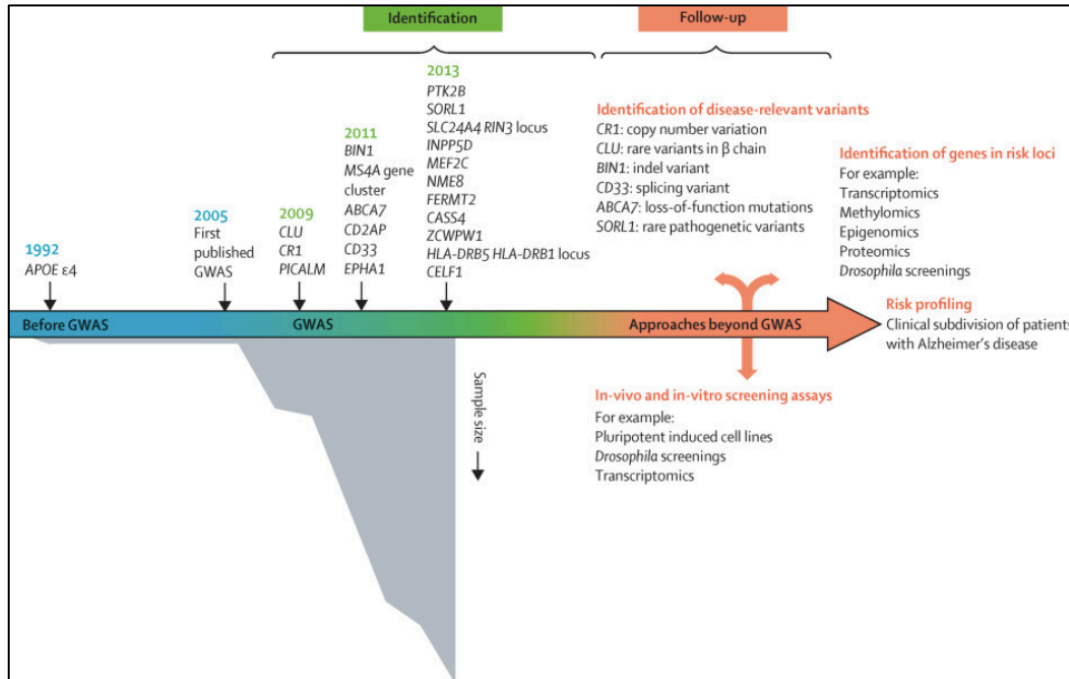 Identification
Follow-up
1992
APOE ε4
2005
First
published
GWAS
2009
CLU
CR1
PICALM
2011
BIN1
MS4A gene
cluster
ABCA7
CD2AP
CD33
EPHA1
2013
PTK2B
SORL1
SLC24A4 RIN3 locus
INPP5D
MEF2C
NME8
FERMT2
CASS4
ZCWPW1
HLA-DRB5 HLA-DRB1 locus
CELF1
Identification of disease-relevant variants
CR1: copy number variation
CLU: rare variants in β chain
BIN1: indel variant
CD33: splicing variant
ABCA7: loss-of-function mutations
SORL1: rare pathogenic variants
Identification of genes in risk loci
For example:
Transcriptomics
Methylomics
Epigenomics
Proteomics
Drosophila screenings
Before GWAS
GWAS
Approaches beyond GWAS
Risk profiling
Clinical subdivision of patients
with Alzheimer's disease
Sample size
In-vivo and in-vitro screening assays
For example:
Pluripotent induced cell lines
Drosophila screenings
Transcriptomics